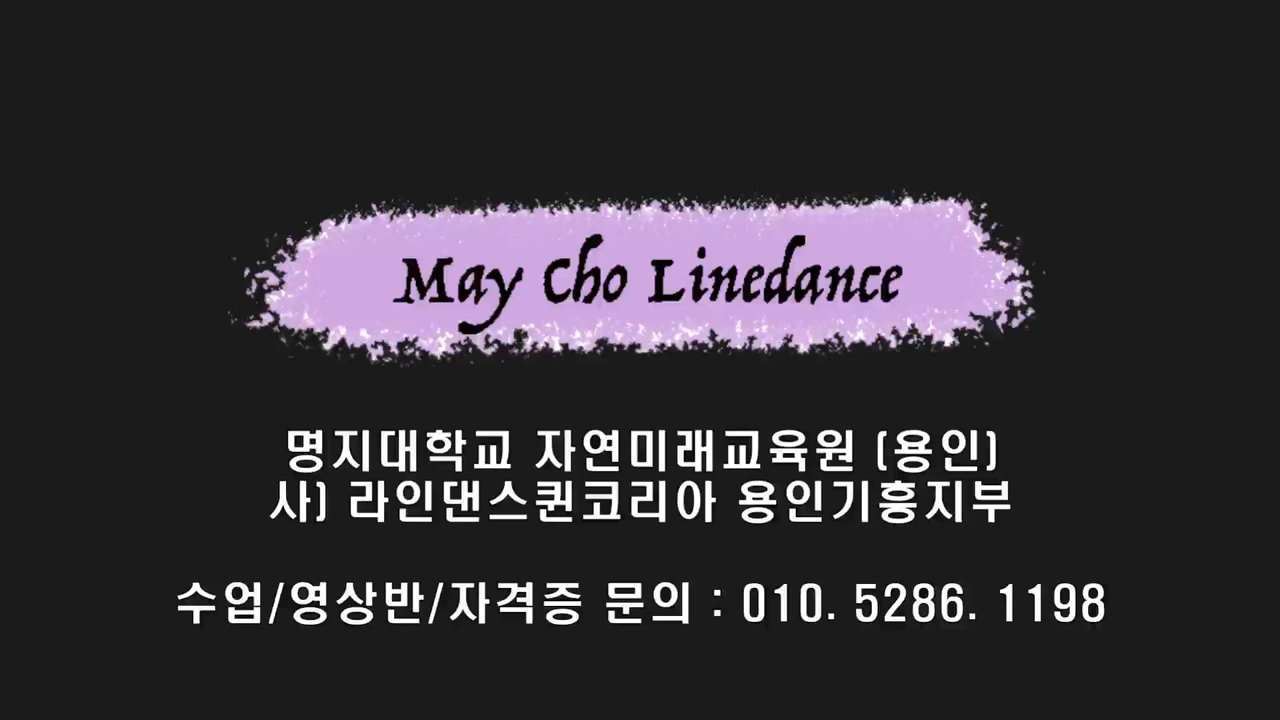 May Cho Linedance
명지대학교 자연미래교육원 (용인)
사) 라인댄스퀸코리아 용인기흥지부
수업/영상반/자격증 문의 : 010. 5286. 1198